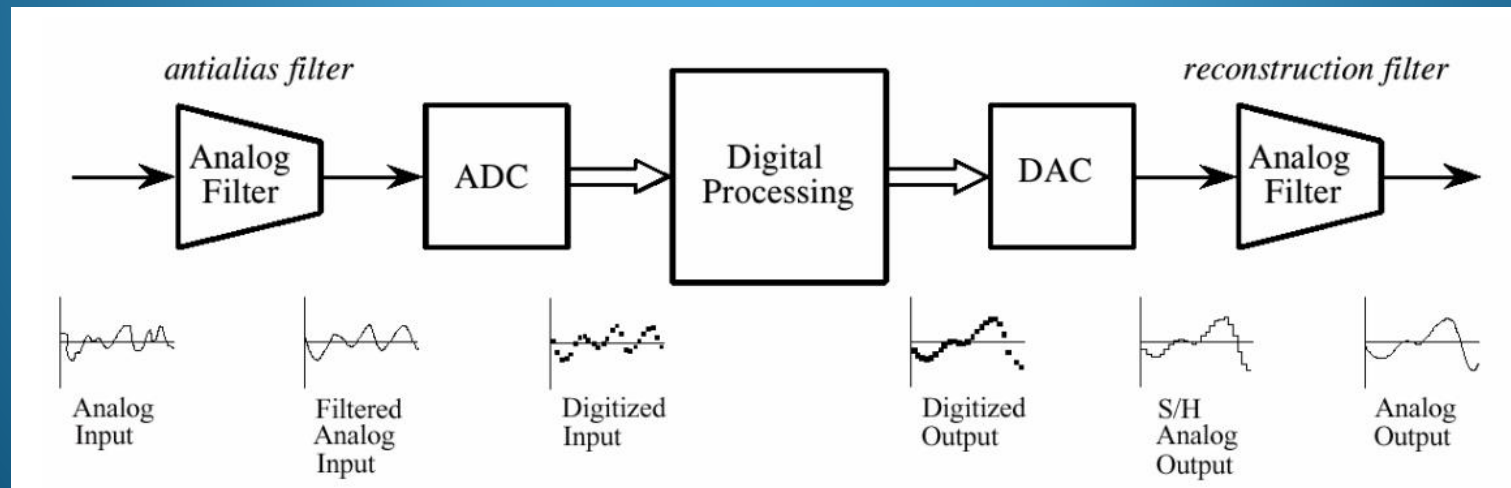 antialias filter
reconstruction filter
Analog
Filter
ADC
Digital
Processing
DAC
Analog
Filter
Analog
Input
Filtered
Analog
Input
Digitized
Input
Digitized
Output
S/H
Analog
Output
Analog
Output